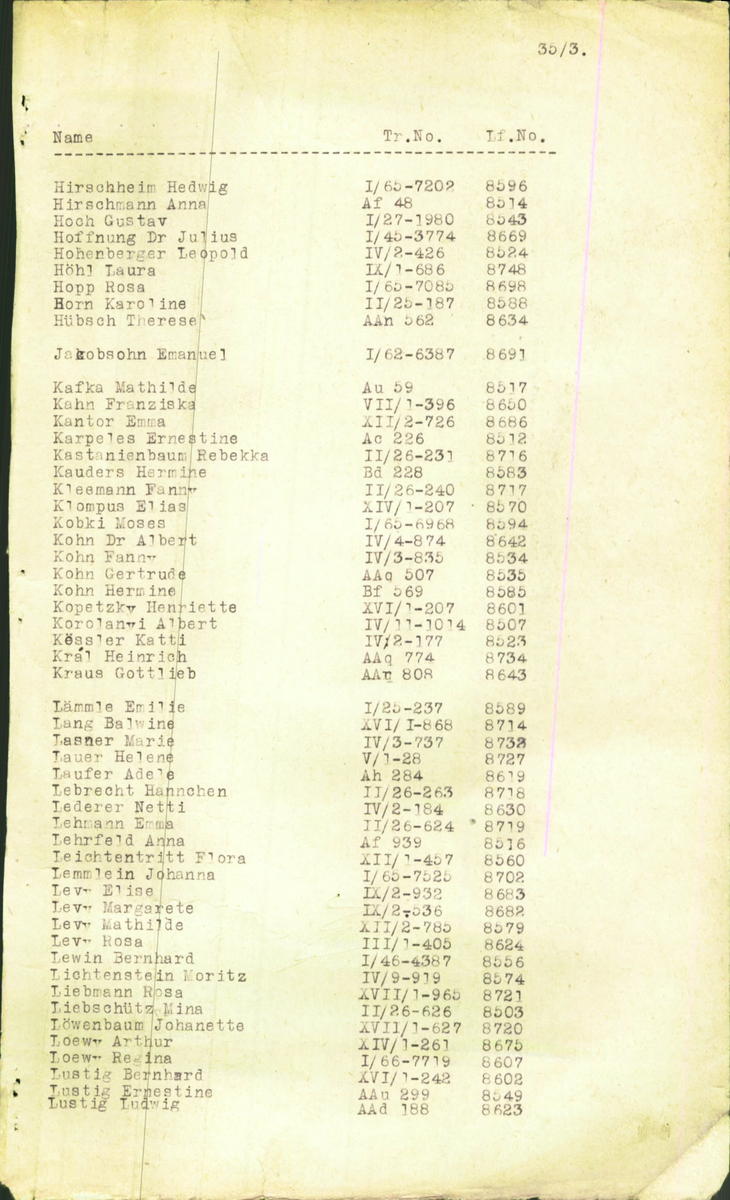 35/3.
Name Tr.No. Lf.No.
Hirschheim Hedwig I/65-7202 8596
Hirschmann Anna Af 48 8514
Hoch Gustav I/27-1980 8543
Hoffnung Dr Julius I/45-3774 8669
Hohenberger Leopold IV/2-426 8524
Höhl Laura IX/1-686 8748
Hopp Rosa I/65-7085 8698
Horn Karoline II/25-187 8588
Hübsch Therese AAn 562 8634
Jakobsohn Emanuel I/62-6387 8691
Kafka Mathilde Au 59 8517
Kahn Franziska VII/1-396 8650
Kantor Emma XII/2-726 8686
Karpeles Ernestine Ac 226 8512
Kastanienbaum Rebekka II/26-231 8716
Kauders Hermine Bd 228 8583
Kleemann Fanny II/26-240 8717
Klompus Elias XIV/1-207 8570
Kobki Moses I/65-6968 8594
Kohn Dr Albert IV/4-874 8642
Kohn Fanny IV/3-835 8534
Kohn Gertrude AAq 507 8535
Kohn Hermine Bf 569 8585
Kopetzky Henriette XVI/1-207 8601
Korolanyi Albert IV/11-1014 8507
Kössler Katti IV/2-177 8523
Král Heinrich AAq 774 8734
Kraus Gottlieb AAr 808 8643
Lämmle Emilie I/25-237 8589
Lang Balwine XVI/I-868 8714
Lasner Marie IV/3-737 8732
Lauer Helene V/1-28 8727
Laufer Adele Ah 284 8619
Lebrecht Hannchen II/26-263 8718
Lederer Netti IV/2-184 8630
Lehmann Emma II/26-624 8719
Lehrfeld Anna Af 939 8516
Leichtentritt Flora XII/1-457 8560
Lemmlein Johanna I/65-7525 8702
Levy Elise IX/2-932 8683
Levy Margarete IX/2-536 8682
Levy Mathilde XII/2-785 8579
Levy Rosa III/1-405 8624
Lewin Bernhard I/46-4387 8556
Lichtenstein Moritz IV/9-919 8574
Liebmann Rosa XVII/1-965 8721
Liebschütz Mina II/26-626 8503
Löwenbaum Johanette XVII/1-627 8720
Loewy Arthur XIV/1-261 8675
Loewy Regina I/66-7719 8607
Lustig Bernhard XVI/1-242 8602
Lustig Ernestine AAu 299 8549
Lustig Ludwig AAd 188 8623